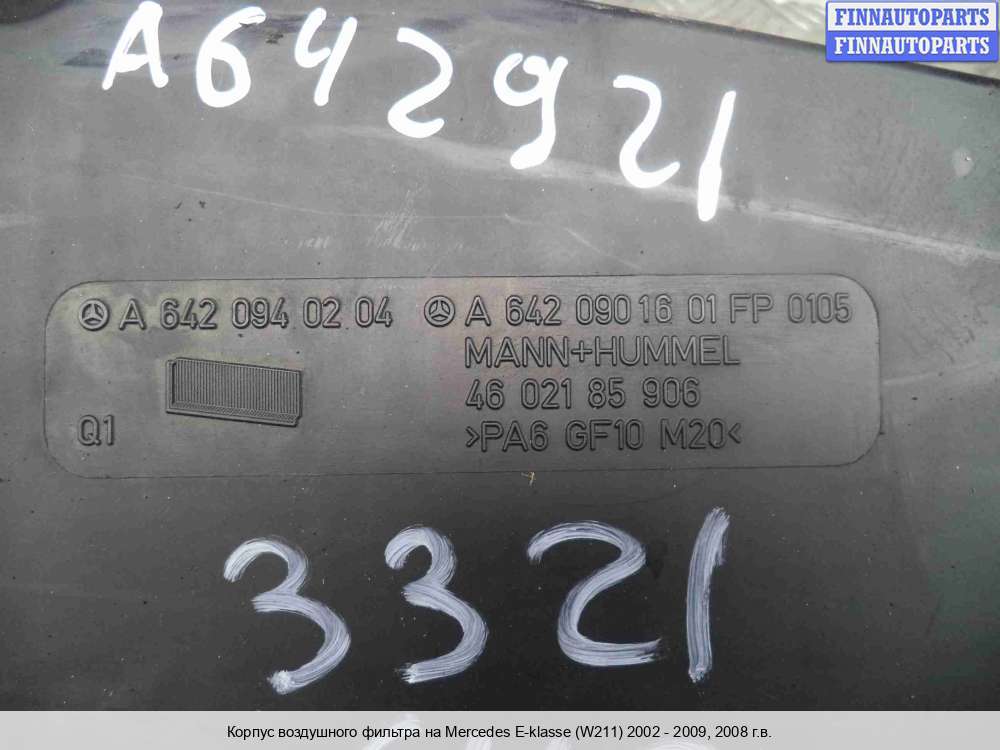 FINNAUTOPARTS
FINNAUTOPARTS
A642921
A 642 094 02 04
A 642 090 16 01 FP 0105
MANN+HUMMEL
46 021 85 906
Q1
>PA6 GF10 M20<
3321
Корпус воздушного фильтра на Mercedes E-klasse (W211) 2002 - 2009, 2008 г.в.